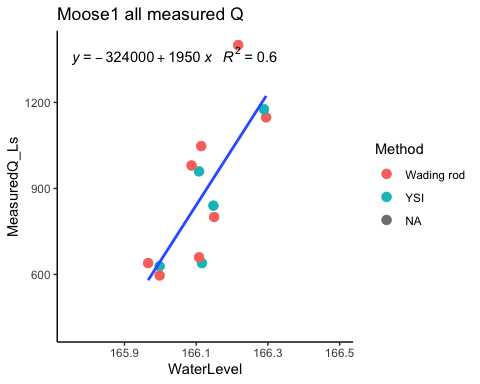 Moose1 all measured Q
y = − 324000 + 1950 x   R² = 0.6
1200
900
600
MeasuredQ_Ls
165.9 166.1 166.3 166.5
WaterLevel
Method
Wading rod
YSI
NA